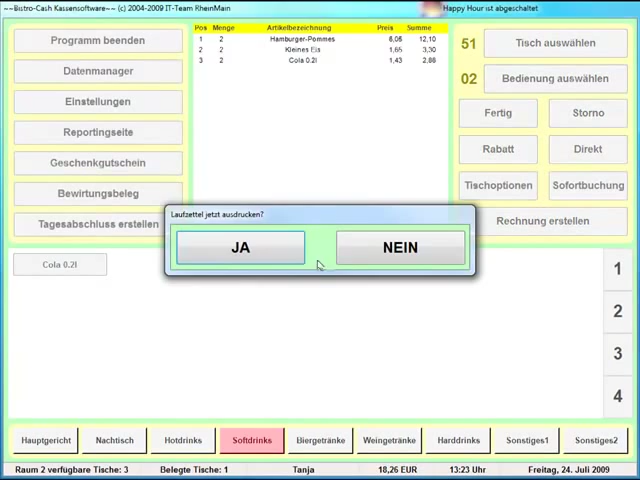 ~~Bistro-Cash Kassensoftware~~ (c) 2004-2009 IT-Team RheinMain
Happy Hour ist abgeschaltet
Programm beenden
Datenmanager
Einstellungen
Reportingseite
Geschenkgutschein
Bewirtungsbeleg
Tagesabschluss erstellen
Pos Menge Artikelbezeichnung Preis Summe
1 2 Hamburger-Pommes 6,05 12,10
2 2 Kleines Eis 1,65 3,30
3 2 Cola 0.2l 1,43 2,86
51 Tisch auswählen
02 Bedienung auswählen
Fertig Storno
Rabatt Direkt
Tischoptionen Sofortbuchung
Rechnung erstellen
Laufzettel jetzt ausdrucken?
JA NEIN
Cola 0.2l
1
2
3
4
Hauptgericht Nachtisch Hotdrinks Softdrinks Biergetränke Weingetränke Harddrinks Sonstiges1 Sonstiges2
Raum 2 verfügbare Tische: 3 Belegte Tische: 1 Tanja 18,26 EUR 13:23 Uhr Freitag, 24. Juli 2009